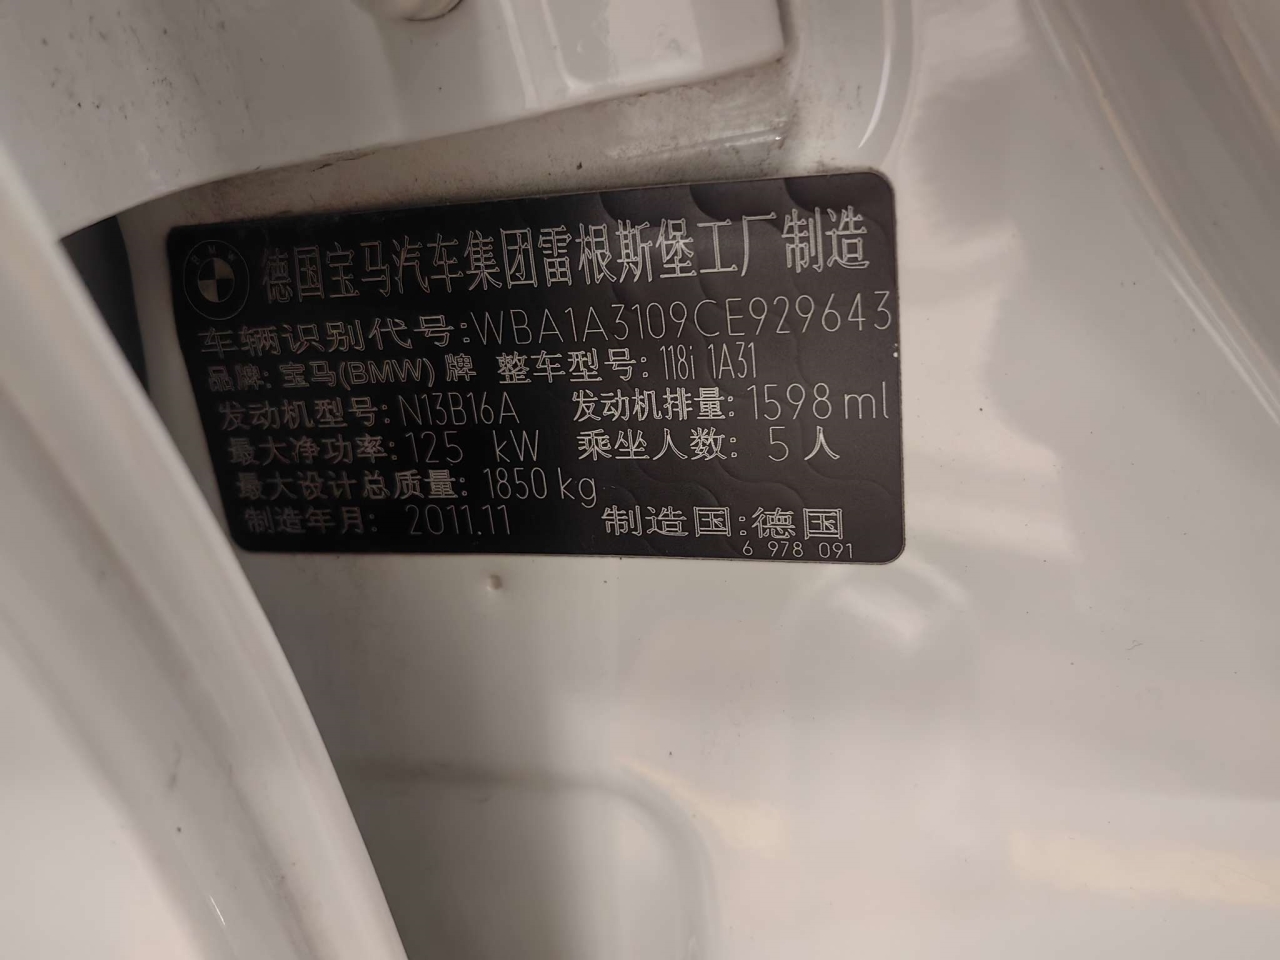 德国宝马汽车集团雷根斯堡工厂制造
车辆识别代号:WBA1A3109CE929643
品牌: 宝马(BMW) 牌 整车型号: 118i 1A31
发动机型号: N13B16A 发动机排量: 1598 ml
最大净功率: 125 kW 乘坐人数: 5 人
最大设计总质量: 1850 kg
制造年月: 2011.11 制造国: 德国
6 978 091